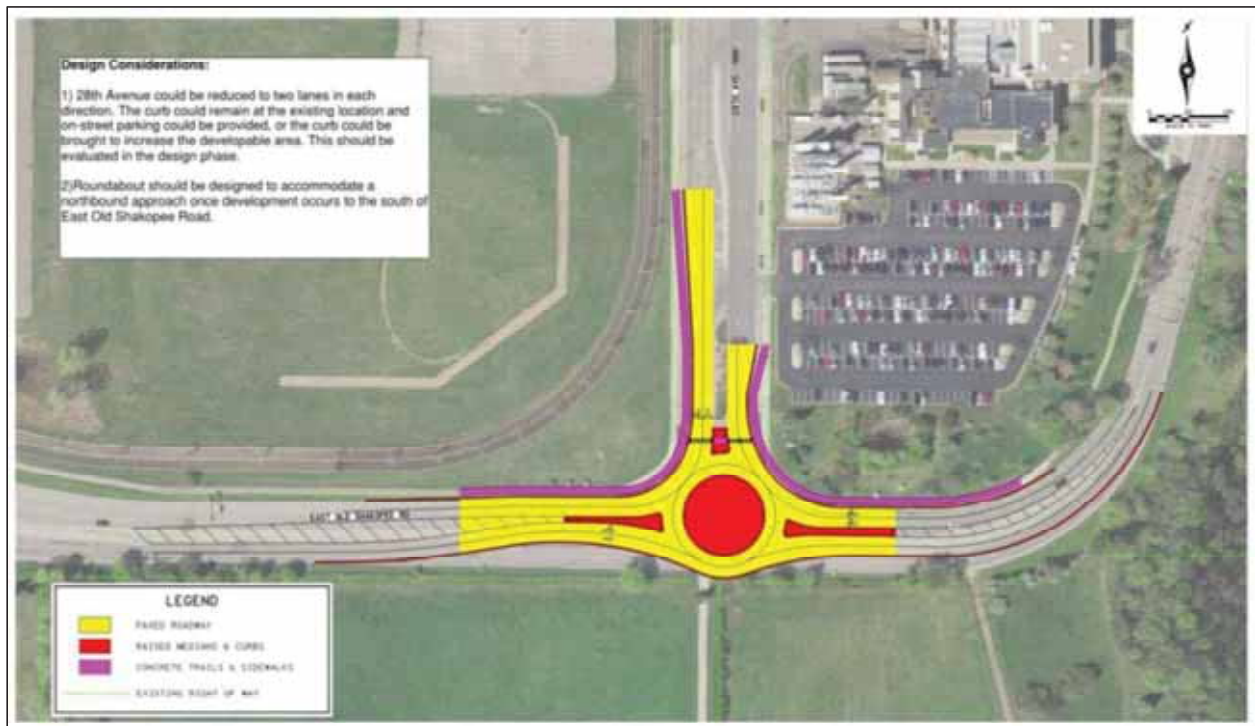 Design Considerations:
1) 28th Avenue could be reduced to two lanes in each
direction. The curb could remain at the existing location and
on-street parking could be provided, or the curb could be
brought to increase the developable area. This should be
evaluated in the design phase.
2)Roundabout should be designed to accommodate a
northbound approach once development occurs to the south of
East Old Shakopee Road.
EAST OLD SHAKOPEE RD
LEGEND
PAVED ROADWAY
RAISED MEDIANS & CURBS
CONCRETE TRAILS & SIDEWALKS
EXISTING RIGHT OF WAY